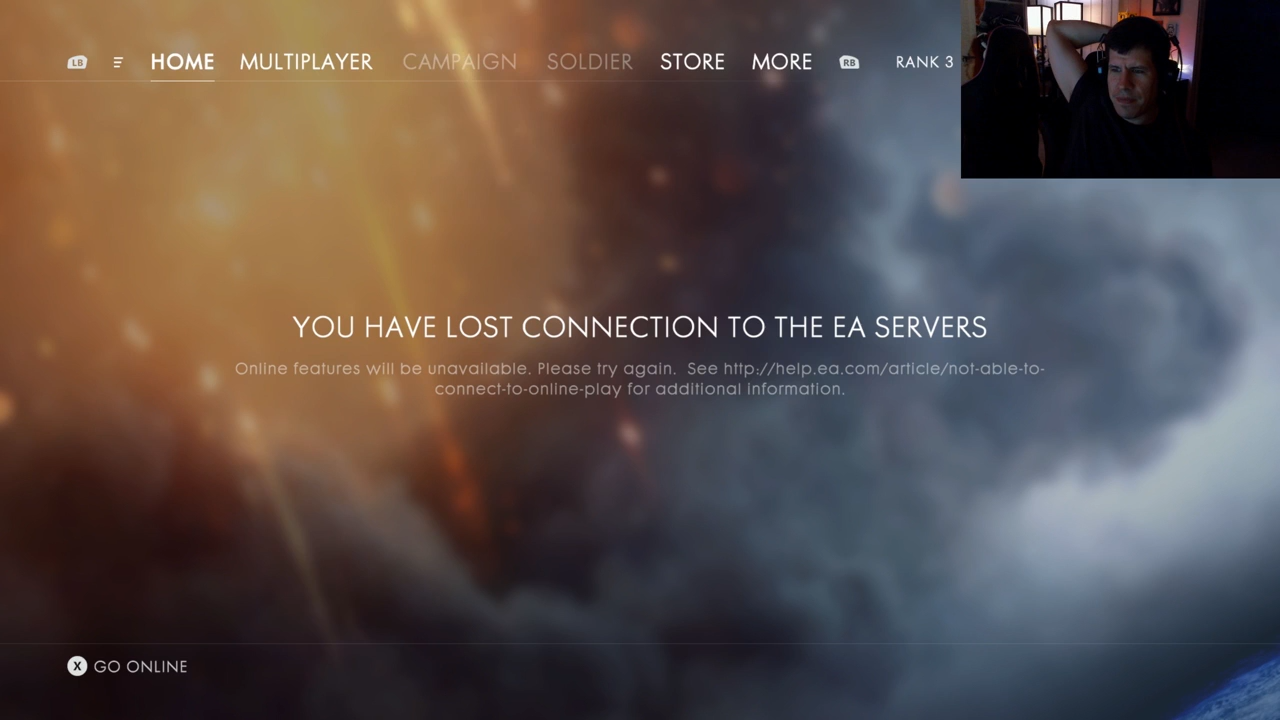 LB HOME MULTIPLAYER CAMPAIGN SOLDIER STORE MORE RB RANK 3
YOU HAVE LOST CONNECTION TO THE EA SERVERS
Online features will be unavailable. Please try again. See http://help.ea.com/article/not-able-to-
connect-to-online-play for additional information.
X GO ONLINE